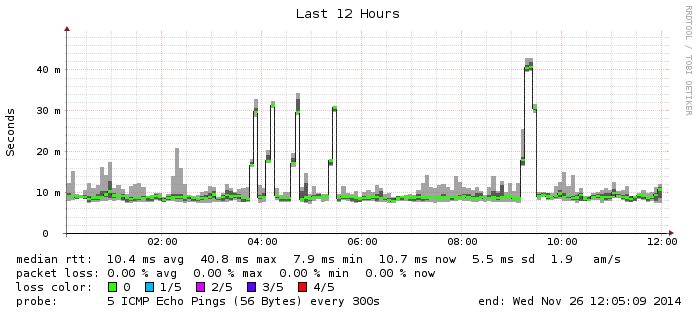 Last 12 Hours
RRDTOOL / TOBI OETIKER
Seconds
40 m
30 m
20 m
10 m
0
02:00 04:00 06:00 08:00 10:00 12:00
median rtt: 10.4 ms avg 40.8 ms max 7.9 ms min 10.7 ms now 5.5 ms sd 1.9 am/s
packet loss: 0.00 % avg 0.00 % max 0.00 % min 0.00 % now
loss color: 0 1/5 2/5 3/5 4/5
probe: 5 ICMP Echo Pings (56 Bytes) every 300s end: Wed Nov 26 12:05:09 2014